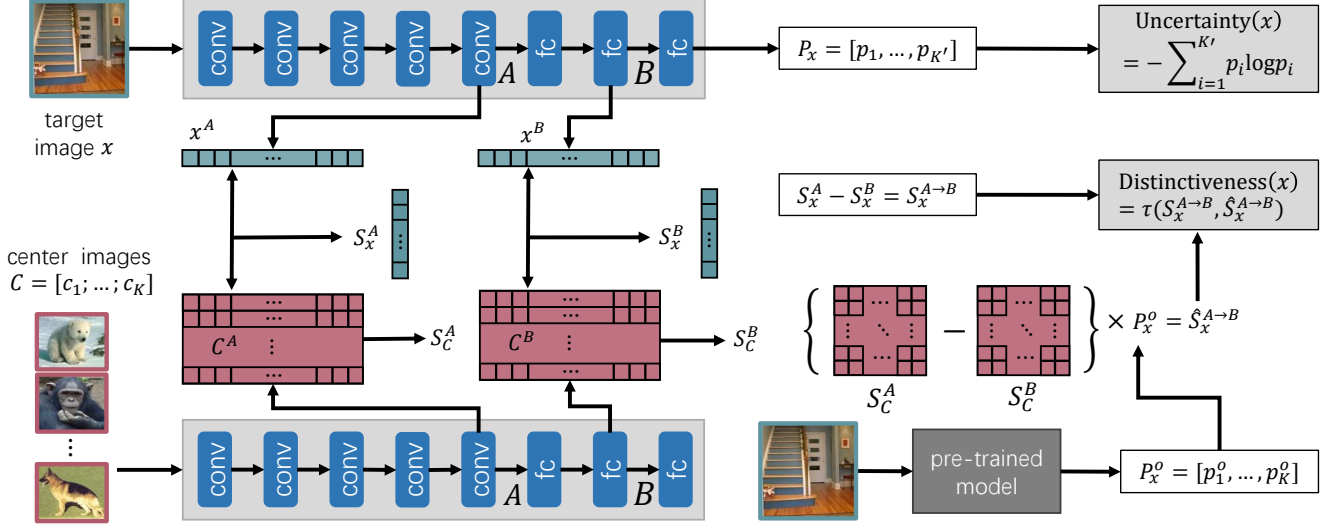 conv conv conv conv conv A fc fc B fc
P_x = [p_1, …, p_{K′}]
Uncertainty(x)
= − ∑_{i=1}^{K′} p_i log p_i
target
image x
x^A
…
x^B
…
S_x^A
⋮
S_x^B
⋮
S_x^A − S_x^B = S_x^{A→B}
Distinctiveness(x)
= τ(S_x^{A→B}, Ŝ_x^{A→B})
center images
C = [c_1; …; c_K]
⋮
…
…
C^A ⋮
…
S_C^A
…
…
C^B ⋮
…
S_C^B
{ … ⋮ ⋱ ⋮ … − … ⋮ ⋱ ⋮ … } × P_x^o = Ŝ_x^{A→B}
S_C^A S_C^B
conv conv conv conv conv A fc fc B fc
pre-trained
model
P_x^o = [p_1^o, …, p_K^o]